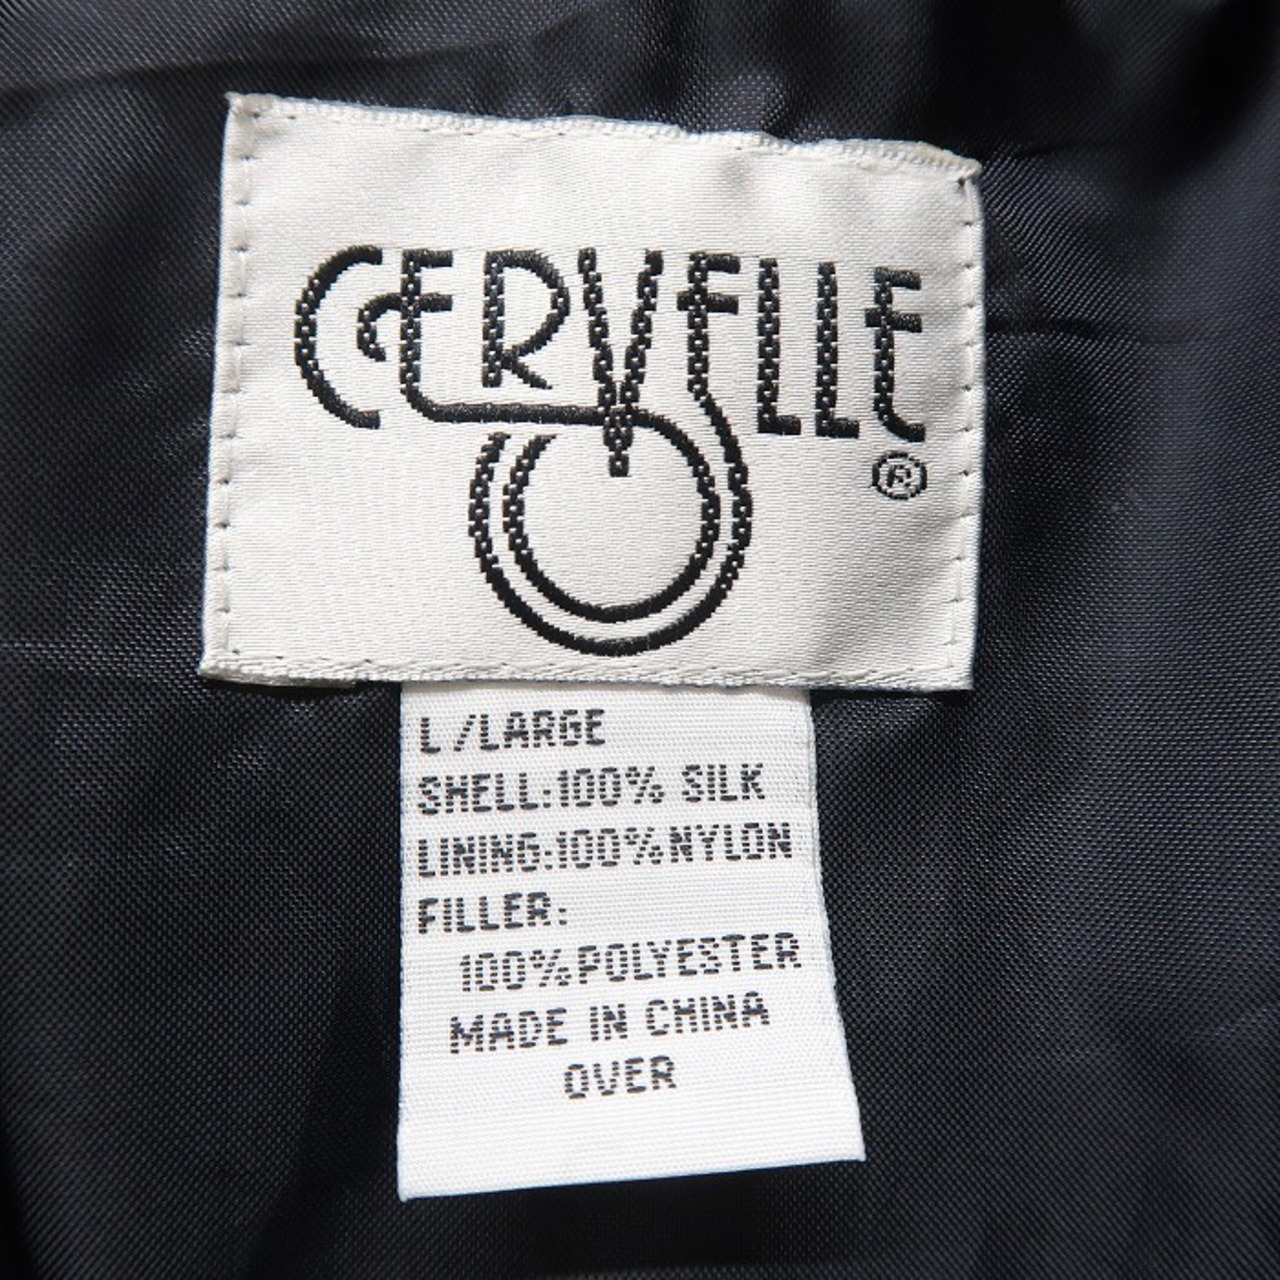 CERVELLE
®
L /LARGE
SHELL:100% SILK
LINING:100%NYLON
FILLER:
100%POLYESTER
MADE IN CHINA
OVER